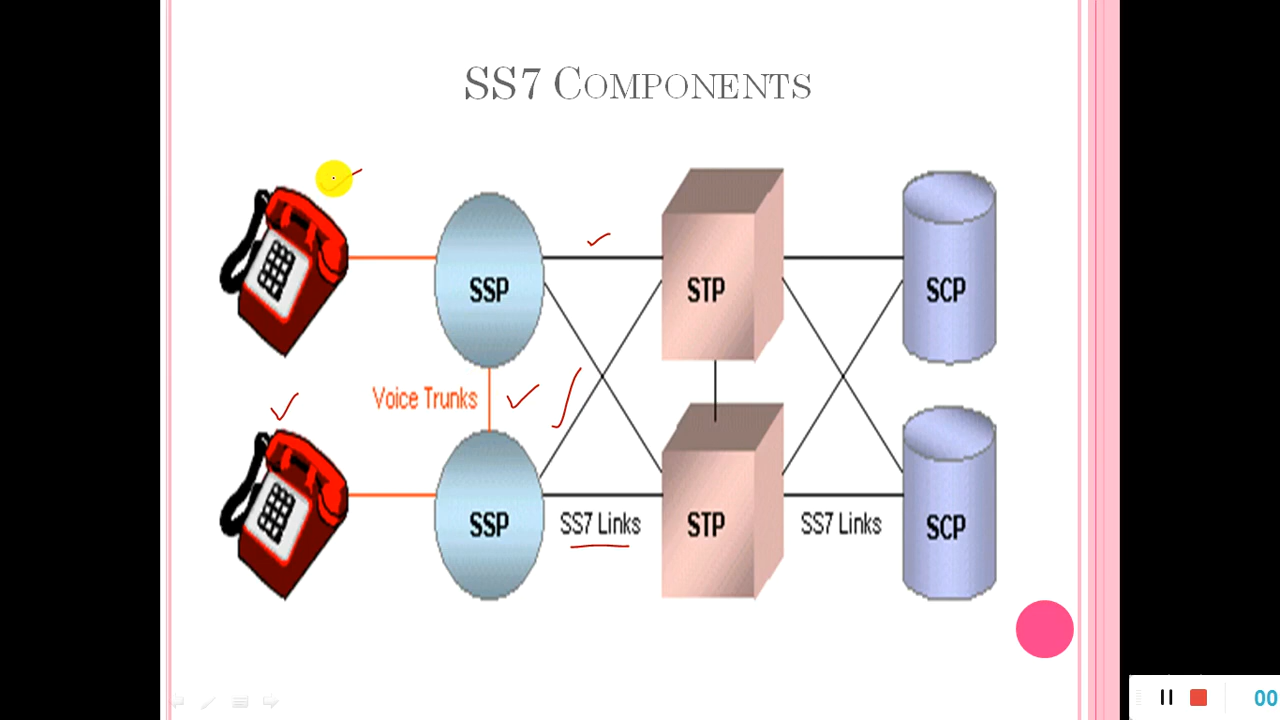 SS7 COMPONENTS
SSP STP SCP
Voice Trunks
SSP SS7 Links STP SS7 Links SCP
00